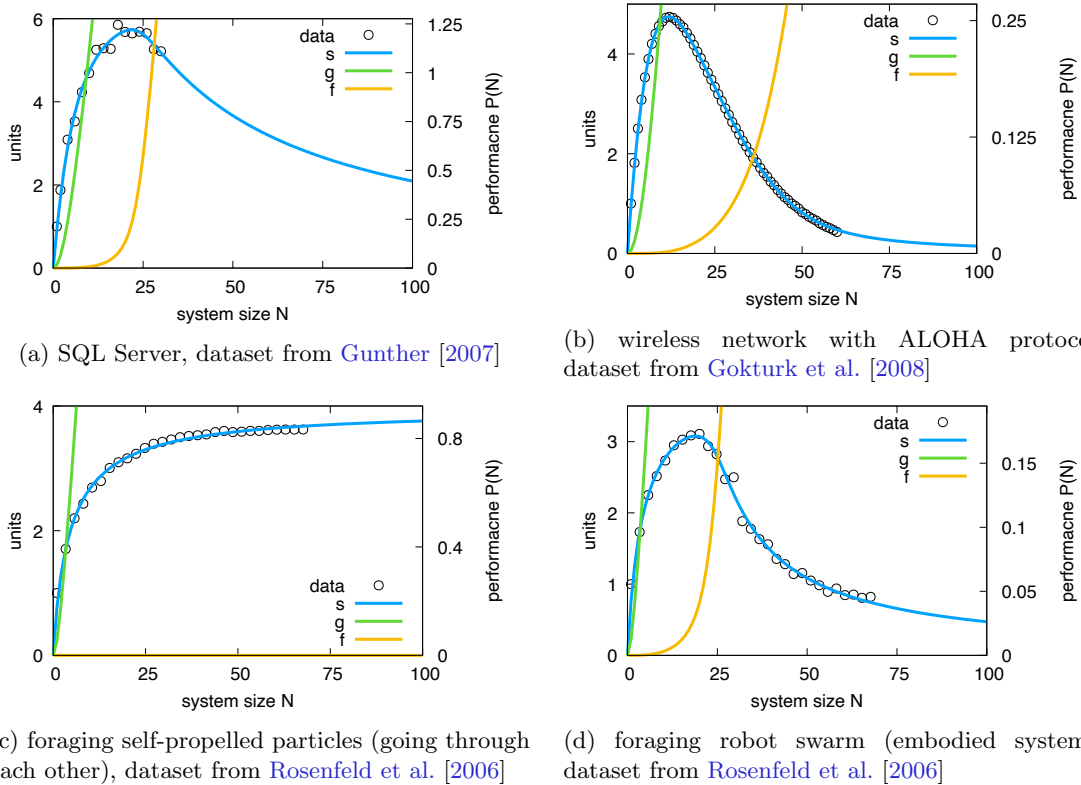 6
4
2
0
units
data
s
g
f
1.25
1
0.75
0.5
0.25
0
performacne P(N)
0 25 50 75 100
system size N
(a) SQL Server, dataset from Gunther [2007]
4
2
0
units
data
s
g
f
0.25
0.125
0
performacne P(N)
0 25 50 75 100
system size N
(b) wireless network with ALOHA protoco
dataset from Gokturk et al. [2008]
4
2
0
units
data
s
g
f
0.8
0.4
0
performacne P(N)
0 25 50 75 100
system size N
c) foraging self-propelled particles (going through
ach other), dataset from Rosenfeld et al. [2006]
3
2
1
0
units
data
s
g
f
0.15
0.1
0.05
0
performacne P(N)
0 25 50 75 100
system size N
(d) foraging robot swarm (embodied system
dataset from Rosenfeld et al. [2006]